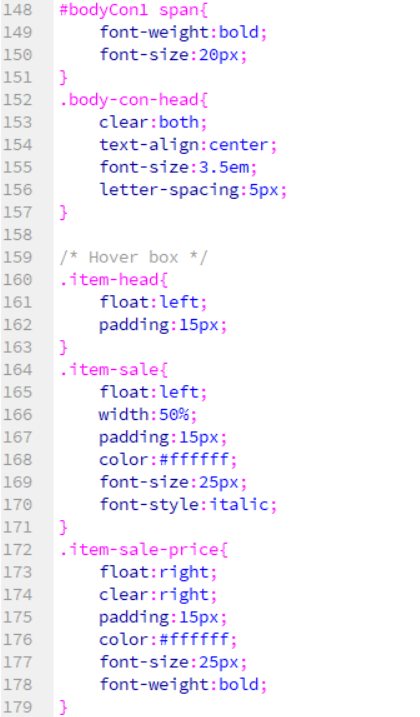 148 #bodyCon1 span{
149     font-weight:bold;
150     font-size:20px;
151 }
152 .body-con-head{
153     clear:both;
154     text-align:center;
155     font-size:3.5em;
156     letter-spacing:5px;
157 }
158
159 /* Hover box */
160 .item-head{
161     float:left;
162     padding:15px;
163 }
164 .item-sale{
165     float:left;
166     width:50%;
167     padding:15px;
168     color:#ffffff;
169     font-size:25px;
170     font-style:italic;
171 }
172 .item-sale-price{
173     float:right;
174     clear:right;
175     padding:15px;
176     color:#ffffff;
177     font-size:25px;
178     font-weight:bold;
179 }